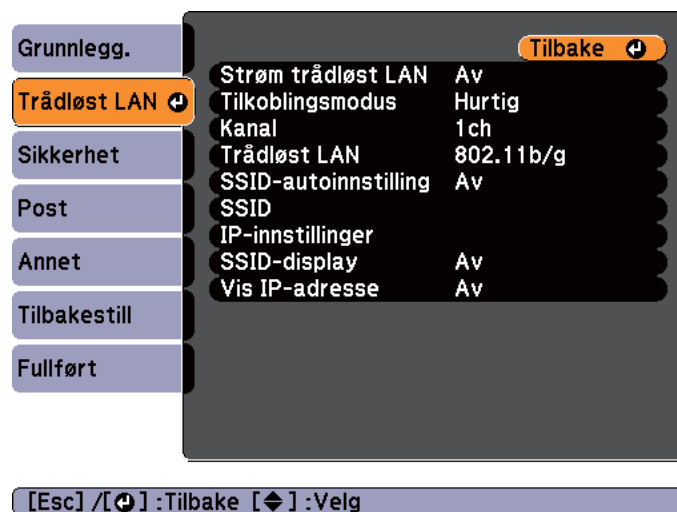 Grunnlegg.
Trådløst LAN
Sikkerhet
Post
Annet
Tilbakestill
Fullført
Tilbake
Strøm trådløst LAN Av
Tilkoblingsmodus Hurtig
Kanal 1ch
Trådløst LAN 802.11b/g
SSID-autoinnstilling Av
SSID
IP-innstillinger
SSID-display Av
Vis IP-adresse Av
[Esc] /[⏎] :Tilbake [◆] :Velg